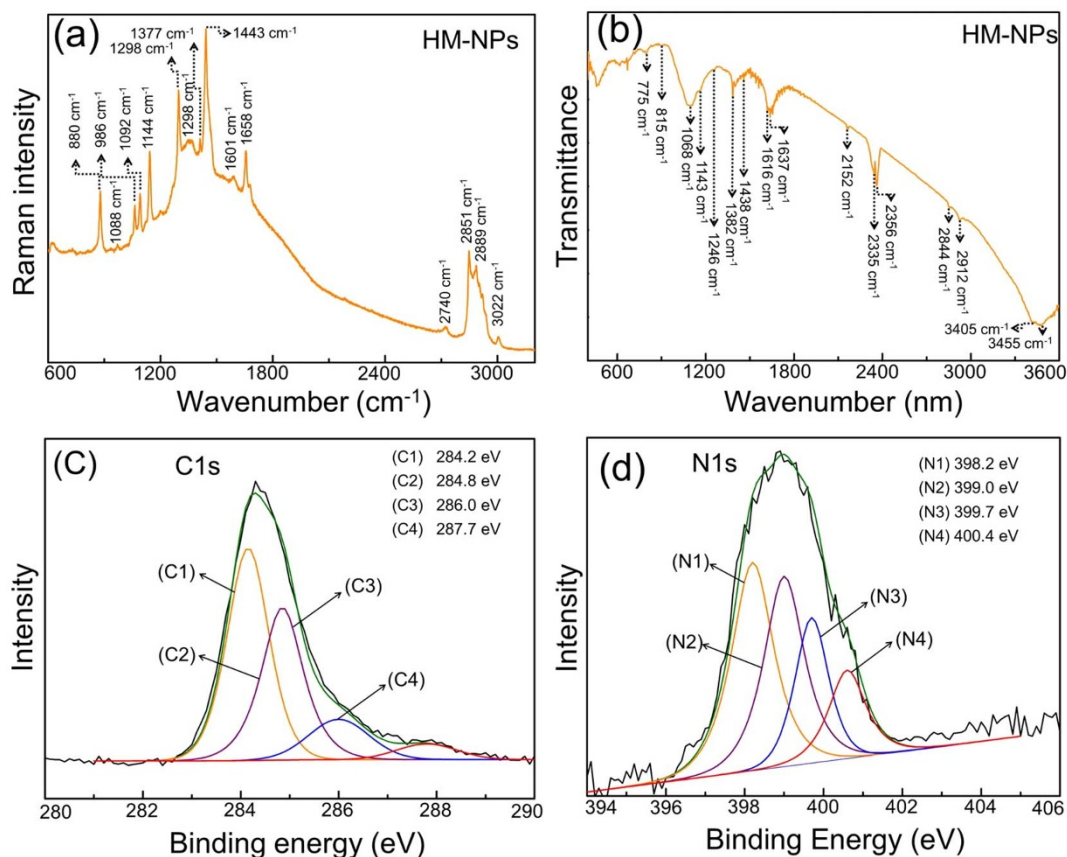 (a)
HM-NPs
1377 cm-1
1298 cm-1
1443 cm-1
880 cm-1
986 cm-1
1092 cm-1
1144 cm-1
1088 cm-1
1298 cm-1
1601 cm-1
1658 cm-1
2740 cm-1
2851 cm-1
2889 cm-1
3022 cm-1
Raman intensity
600
1200
1800
2400
3000
Wavenumber (cm-1)
(b)
HM-NPs
775 cm-1
815 cm-1
1068 cm-1
1143 cm-1
1246 cm-1
1382 cm-1
1438 cm-1
1616 cm-1
1637 cm-1
2152 cm-1
2335 cm-1
2356 cm-1
2844 cm-1
2912 cm-1
3405 cm-1
3455 cm-1
Transmittance
600
1200
1800
2400
3000
3600
Wavenumber (nm)
(C)
C1s
(C1) 284.2 eV
(C2) 284.8 eV
(C3) 286.0 eV
(C4) 287.7 eV
(C1)
(C3)
(C2)
(C4)
Intensity
280
282
284
286
288
290
Binding energy (eV)
(d)
N1s
(N1) 398.2 eV
(N2) 399.0 eV
(N3) 399.7 eV
(N4) 400.4 eV
(N1)
(N3)
(N2)
(N4)
Intensity
394
396
398
400
402
404
406
Binding Energy (eV)